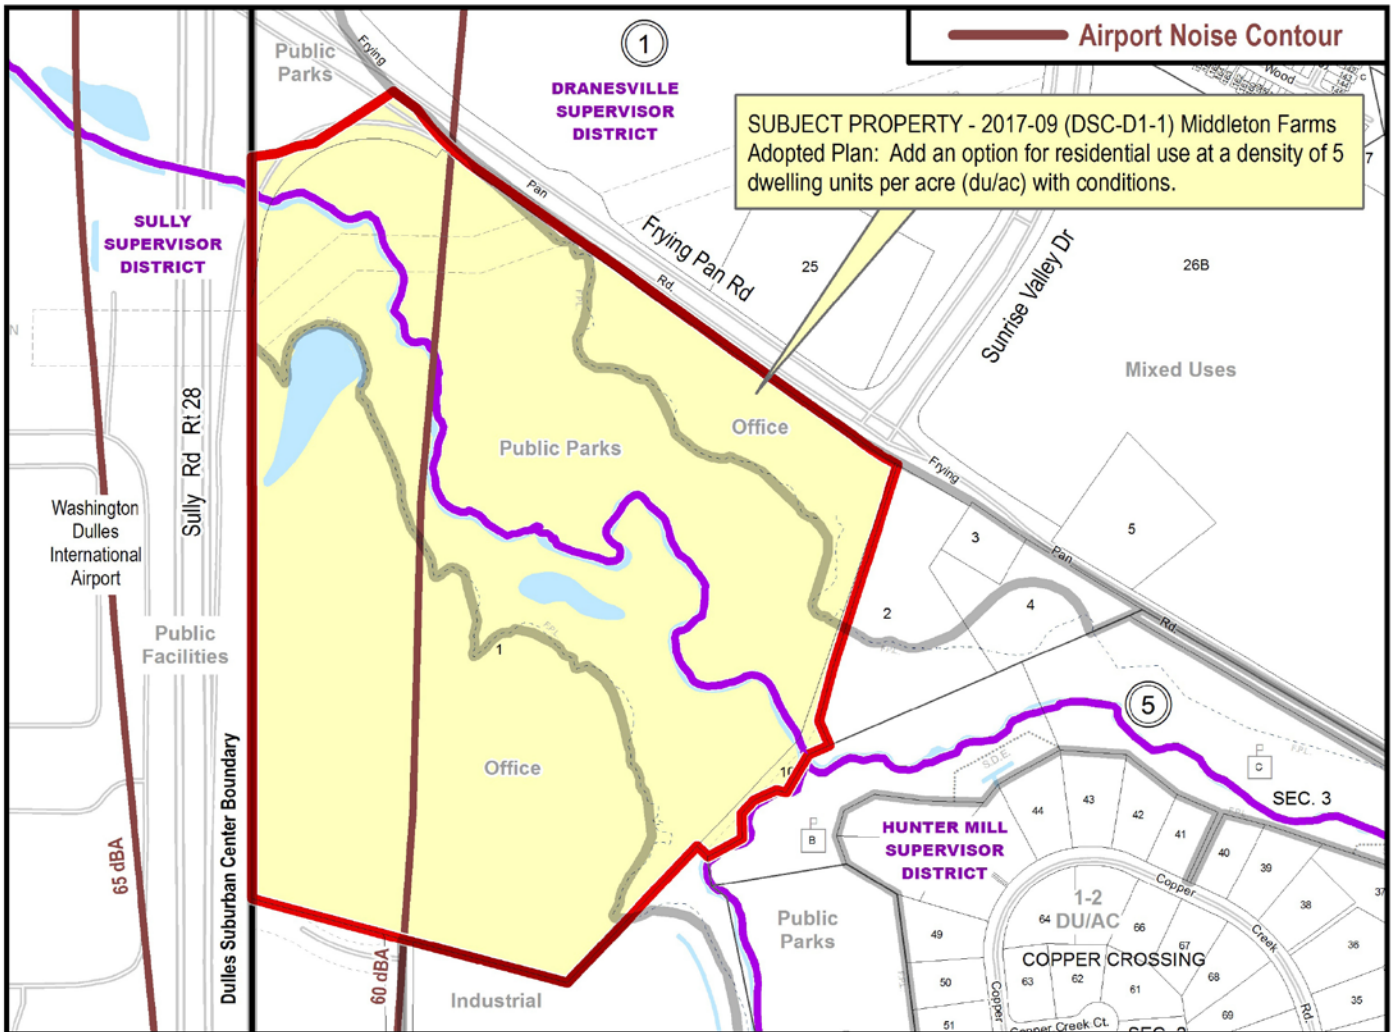 Airport Noise Contour
Public
Parks
Frying
1
DRANESVILLE
SUPERVISOR
DISTRICT
Wood
SUBJECT PROPERTY - 2017-09 (DSC-D1-1) Middleton Farms
Adopted Plan: Add an option for residential use at a density of 5
dwelling units per acre (du/ac) with conditions.
7
Pan
SULLY
SUPERVISOR
DISTRICT
Frying Pan Rd
Rd.
25
Sunrise Valley Dr
26B
N
Mixed Uses
Sully Rd Rt 28
Office
Public Parks
Frying
Washington
Dulles
International
Airport
3
Pan
5
2
4
Rd.
Public
Facilities
1
F.P.L.
F.P.L.
F.P.L.
5
Office
10
S.D.E.
F.P.L.
G
SEC. 3
Dulles Suburban Center Boundary
65 dBA
60 dBA
B
HUNTER MILL
SUPERVISOR
DISTRICT
44
43
42
41
40
39
38
37
36
35
Copper
Creek
Rd.
1-2
DU/AC
64
66
67
68
69
49
50
51
COPPER CROSSING
63
62
61
Copper
Copper Creek Ct.
SEC. 2
Public
Parks
F.P.L.
Industrial